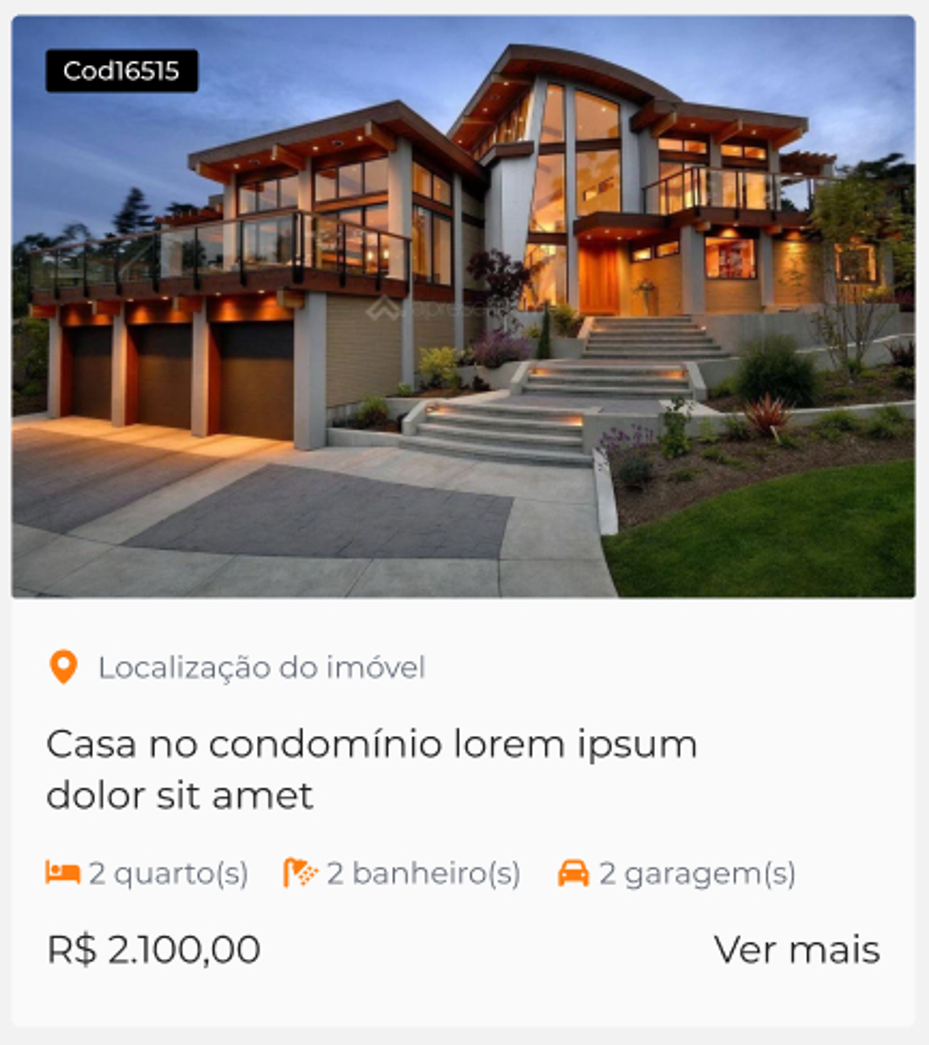 Cod16515
Localização do imóvel
Casa no condomínio lorem ipsum
dolor sit amet
2 quarto(s) 2 banheiro(s) 2 garagem(s)
R$ 2.100,00 Ver mais